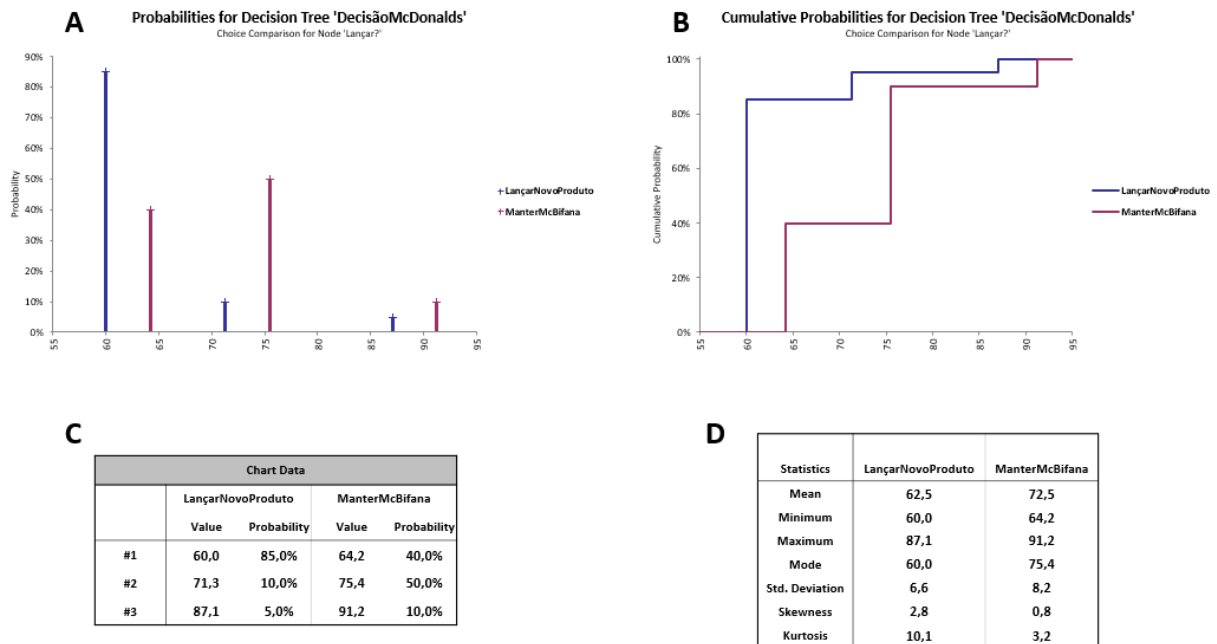 A
Probabilities for Decision Tree 'DecisãoMcDonalds'
Choice Comparison for Node 'Lançar?'
90%
80%
70%
60%
50%
40%
30%
20%
10%
0%
Probability
55
60
65
70
75
80
85
90
95
LançarNovoProduto
ManterMcBifana
B
Cumulative Probabilities for Decision Tree 'DecisãoMcDonalds'
Choice Comparison for Node 'Lançar?'
100%
80%
60%
40%
20%
0%
Cumulative Probability
55
60
65
70
75
80
85
90
95
LançarNovoProduto
ManterMcBifana
C
Chart Data
LançarNovoProduto ManterMcBifana
Value Probability Value Probability
#1 60,0 85,0% 64,2 40,0%
#2 71,3 10,0% 75,4 50,0%
#3 87,1 5,0% 91,2 10,0%
D
Statistics LançarNovoProduto ManterMcBifana
Mean 62,5 72,5
Minimum 60,0 64,2
Maximum 87,1 91,2
Mode 60,0 75,4
Std. Deviation 6,6 8,2
Skewness 2,8 0,8
Kurtosis 10,1 3,2